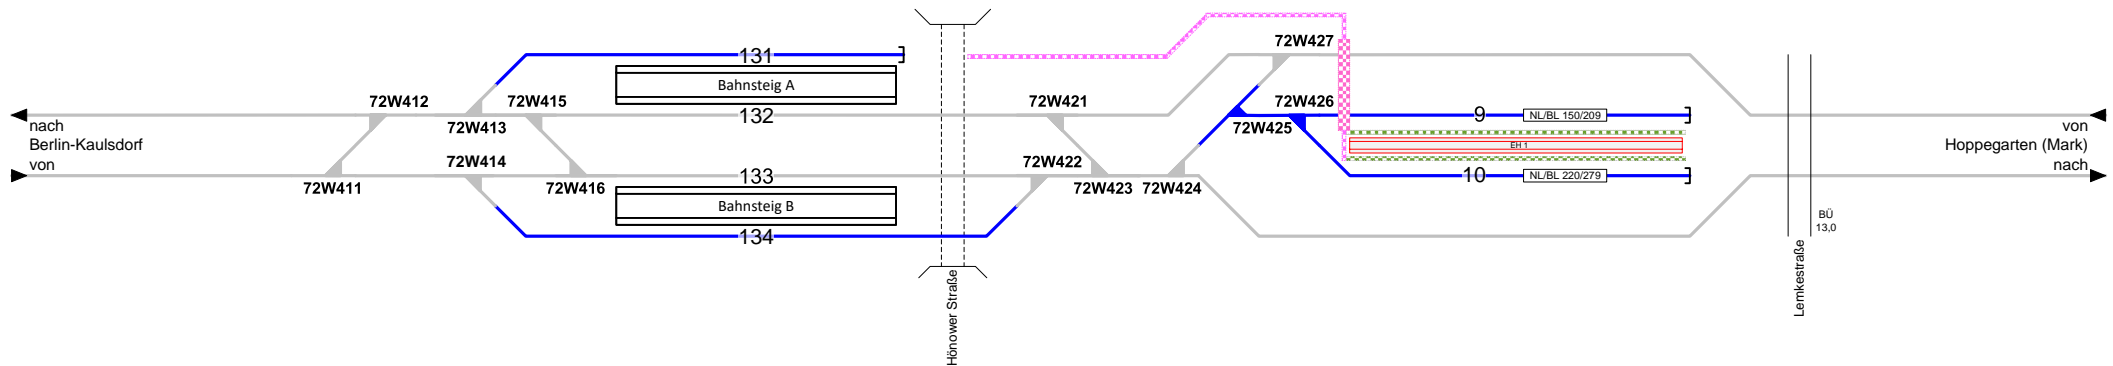 72W427
131
Bahnsteig A
72W412
72W415
72W421
72W426
9
NL/BL 150/209
132
72W413
72W425
nach
Berlin-Kaulsdorf
von
von
Hoppegarten (Mark)
nach
EH 1
72W414
72W422
133
10
NL/BL 220/279
72W411
72W416
72W423
72W424
Bahnsteig B
134
BÜ
13,0
Hönower Straße
Lemkestraße